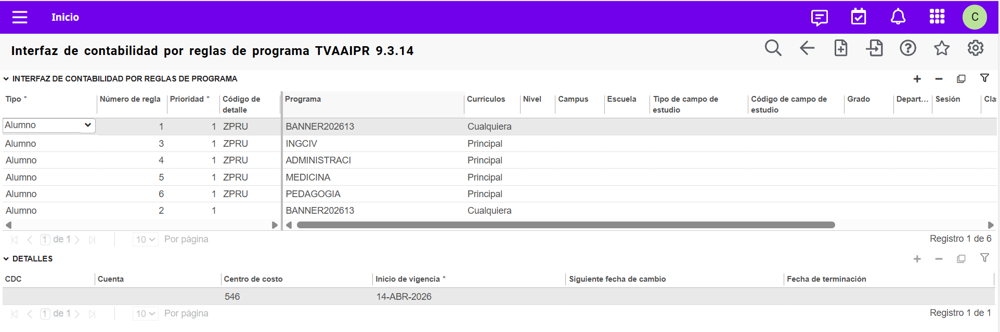 Inicio
C
Interfaz de contabilidad por reglas de programa TVAAIPR 9.3.14
INTERFAZ DE CONTABILIDAD POR REGLAS DE PROGRAMA
Tipo * Número de regla Prioridad * Código de detalle Programa Currículos Nivel Campus Escuela Tipo de campo de estudio Código de campo de estudio Grado Depart... Sesión Cla
Alumno 1 1 ZPRU BANNER202613 Cualquiera
Alumno 3 1 ZPRU INGCIV Principal
Alumno 4 1 ZPRU ADMINISTRACI Principal
Alumno 5 1 ZPRU MEDICINA Principal
Alumno 6 1 ZPRU PEDAGOGIA Principal
Alumno 2 1 BANNER202613 Cualquiera
1 de 1 10 Por página Registro 1 de 6
DETALLES
CDC Cuenta Centro de costo Inicio de vigencia * Siguiente fecha de cambio Fecha de terminación
546 14-ABR-2026
1 de 1 10 Por página Registro 1 de 1